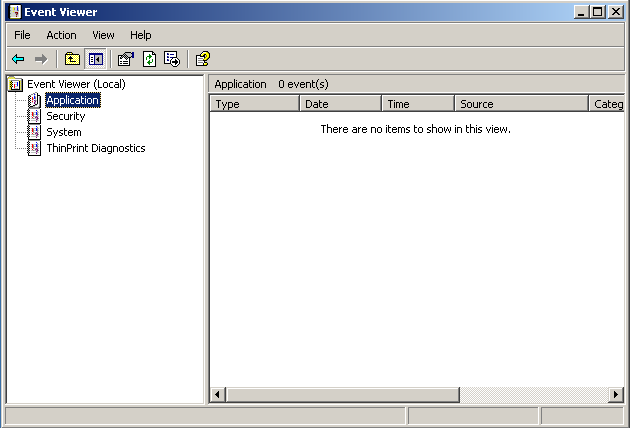 Event Viewer
File Action View Help
Event Viewer (Local)
Application
Security
System
ThinPrint Diagnostics
Application 0 event(s)
Type Date Time Source Categ
There are no items to show in this view.